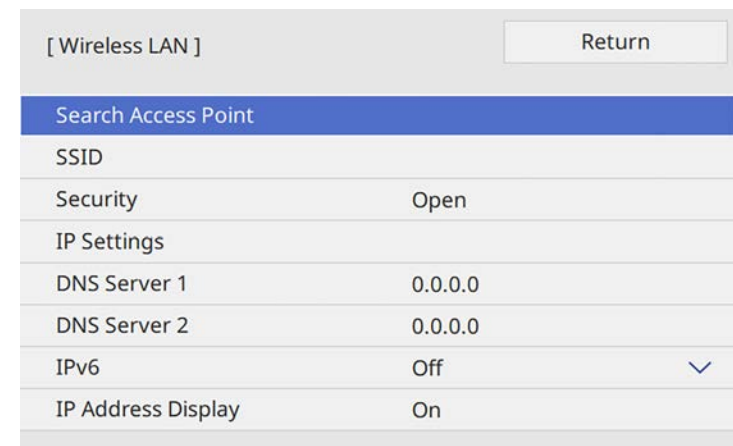 [ Wireless LAN ] Return
Search Access Point
SSID
Security Open
IP Settings
DNS Server 1 0.0.0.0
DNS Server 2 0.0.0.0
IPv6 Off
IP Address Display On